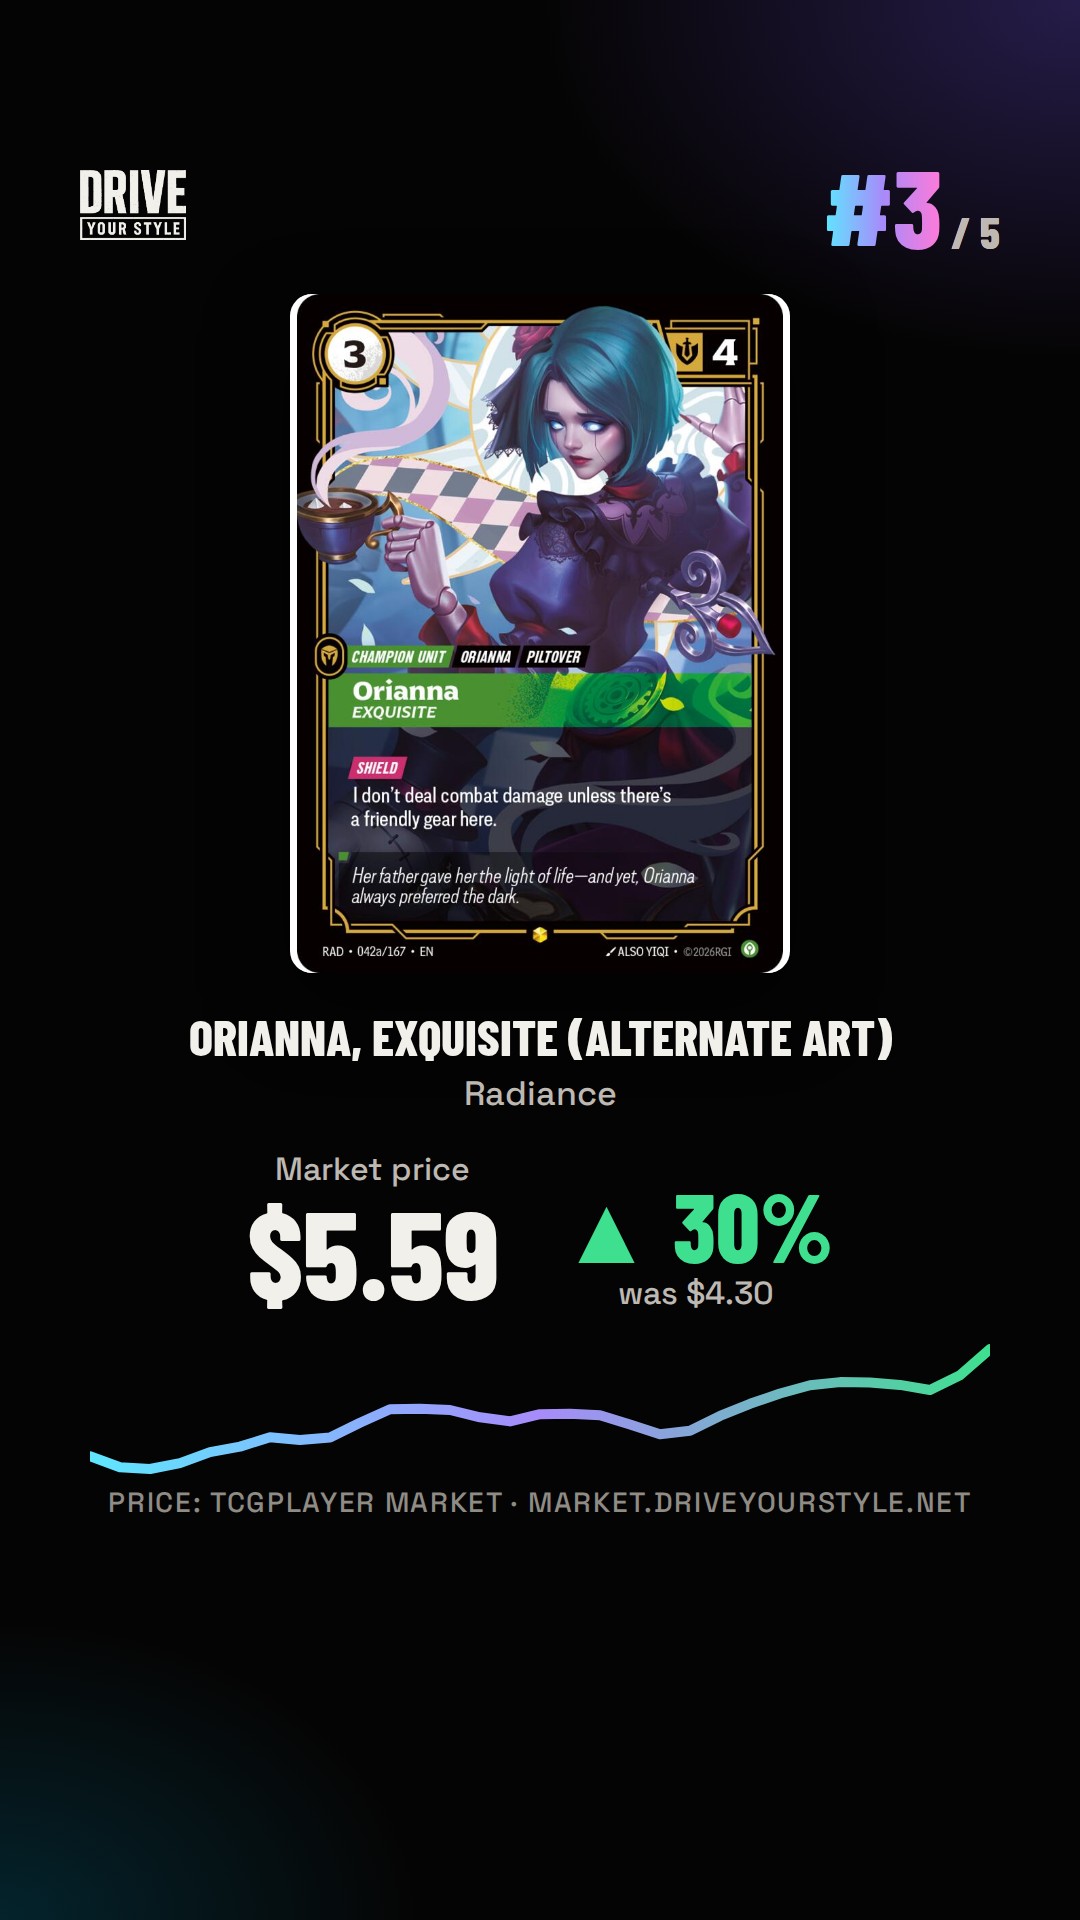 DRIVE
YOUR STYLE
#3 / 5
3
4
CHAMPION UNIT ORIANNA PILTOVER
Orianna
EXQUISITE
SHIELD
I don't deal combat damage unless there's
a friendly gear here.
Her father gave her the light of life—and yet, Orianna
always preferred the dark.
RAD • 042a/167 • EN
ALSO YIQI • ©2026RGI
ORIANNA, EXQUISITE (ALTERNATE ART)
Radiance
Market price
$5.59
▲ 30%
was $4.30
PRICE: TCGPLAYER MARKET · MARKET.DRIVEYOURSTYLE.NET